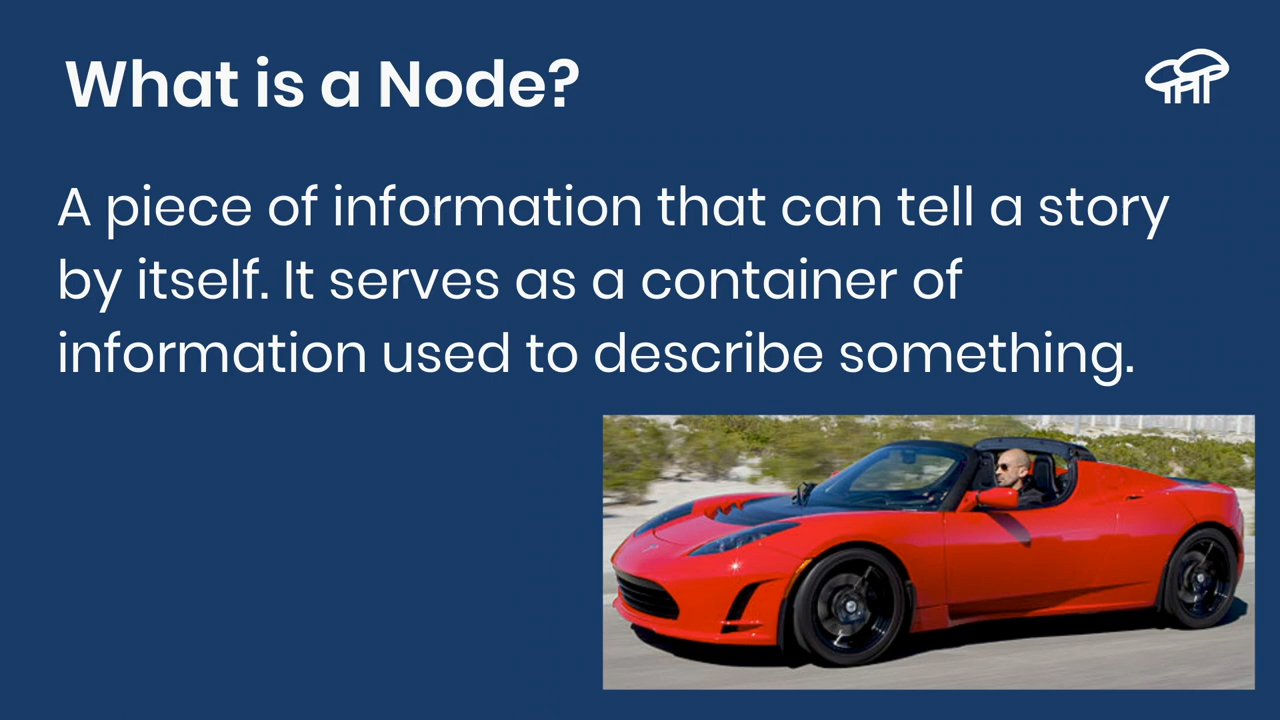 What is a Node?
A piece of information that can tell a story
by itself. It serves as a container of
information used to describe something.